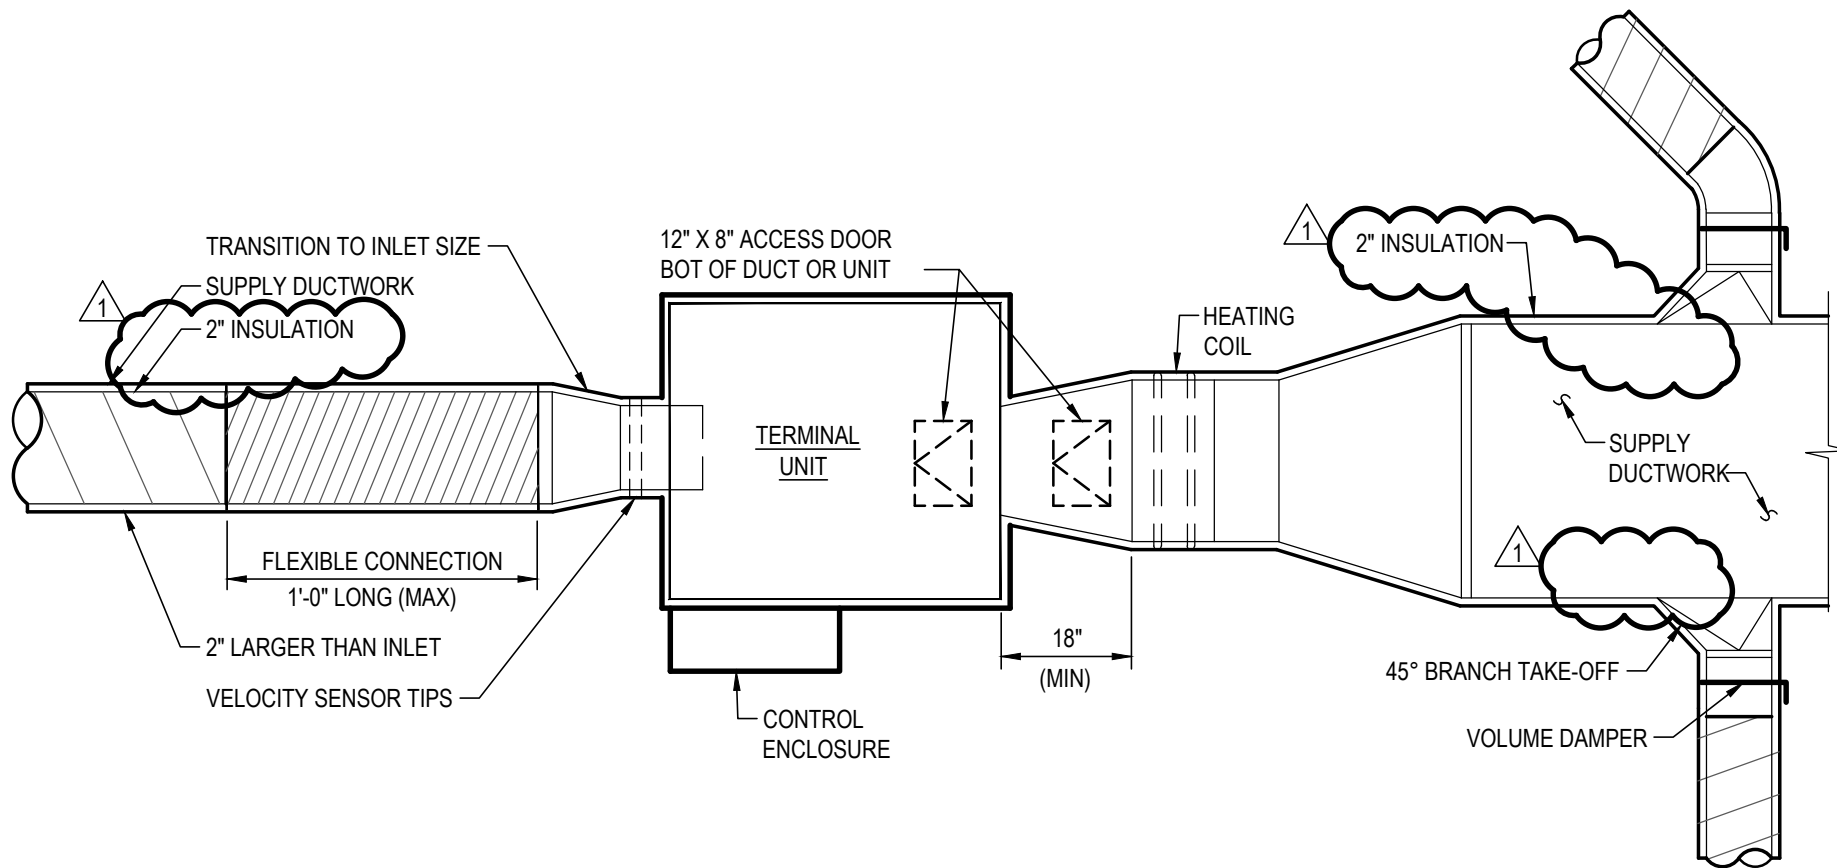 TRANSITION TO INLET SIZE
1
SUPPLY DUCTWORK
2" INSULATION
12" X 8" ACCESS DOOR
BOT OF DUCT OR UNIT
1
2" INSULATION
HEATING
COIL
TERMINAL
UNIT
SUPPLY
DUCTWORK
FLEXIBLE CONNECTION
1'-0" LONG (MAX)
1
2" LARGER THAN INLET
VELOCITY SENSOR TIPS
18"
(MIN)
CONTROL
ENCLOSURE
45° BRANCH TAKE-OFF
VOLUME DAMPER